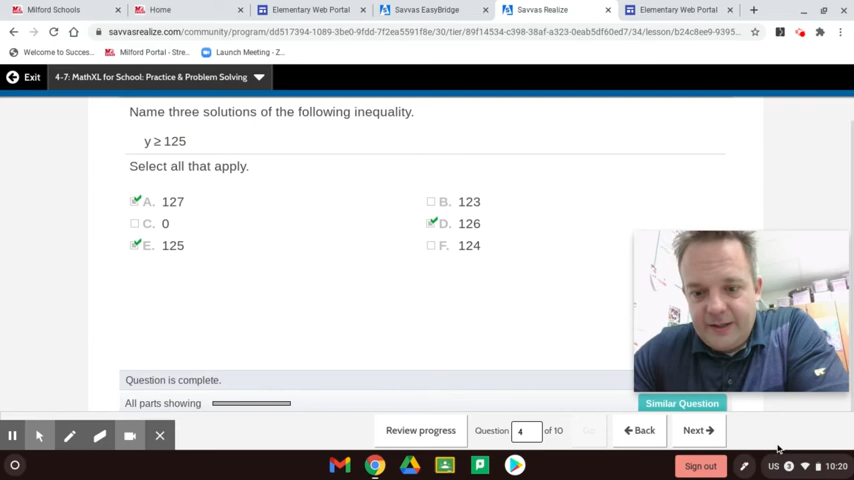 Milford Schools
Home
Elementary Web Portal
Savvas EasyBridge
Savvas Realize
Elementary Web Portal
savvasrealize.com/community/program/dd517394-1089-3be0-9fdd-7f2ea5591f8e/30/tier/89f14534-c398-38af-a323-0eab5df60ed7/34/lesson/b24c8ee9-9395...
Welcome to Succes...
Milford Portal - Stre...
Launch Meeting - Z...
Exit
4-7: MathXL for School: Practice & Problem Solving
Name three solutions of the following inequality.
y ≥ 125
Select all that apply.
A. 127
B. 123
C. 0
D. 126
E. 125
F. 124
Question is complete.
All parts showing
Similar Question
Review progress
Question 4 of 10
Go
Back
Next
Sign out
US
3
10:20